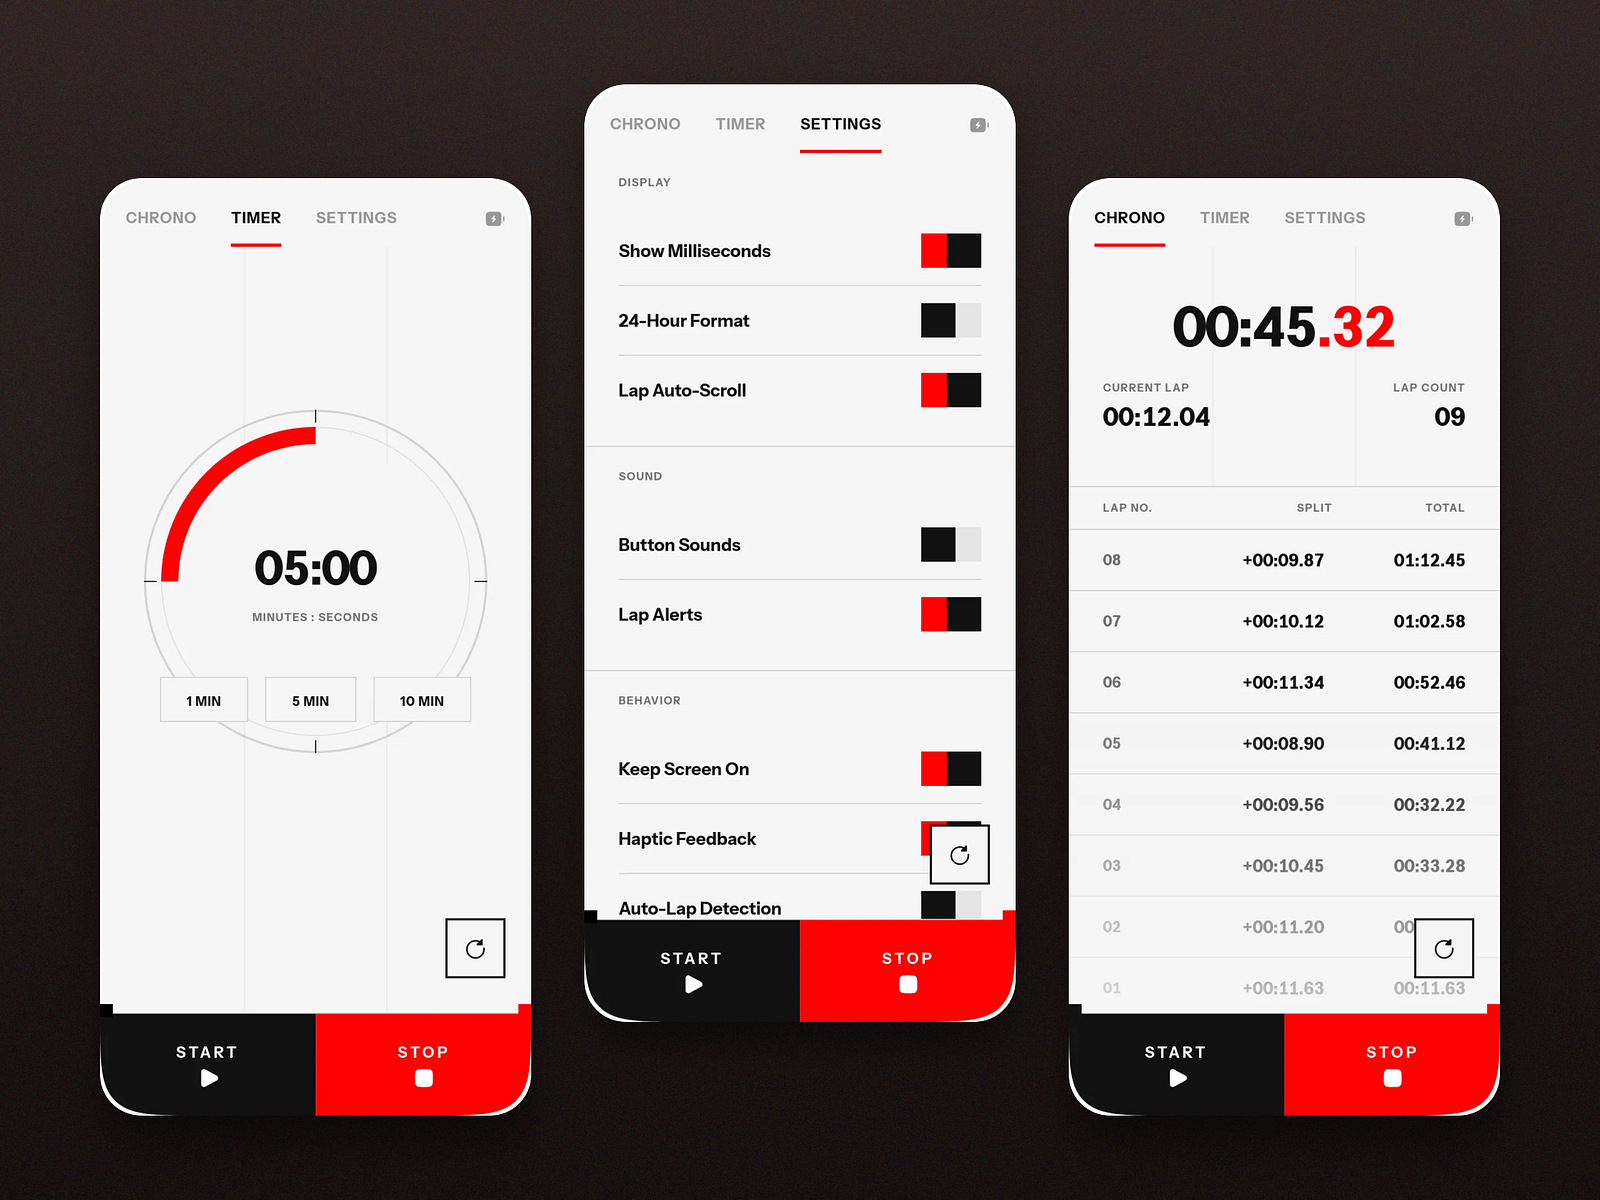 CHRONO TIMER SETTINGS
05:00
MINUTES : SECONDS
1 MIN 5 MIN 10 MIN
START STOP
CHRONO TIMER SETTINGS
DISPLAY
Show Milliseconds
24-Hour Format
Lap Auto-Scroll
SOUND
Button Sounds
Lap Alerts
BEHAVIOR
Keep Screen On
Haptic Feedback
Auto-Lap Detection
START STOP
CHRONO TIMER SETTINGS
00:45.32
CURRENT LAP LAP COUNT
00:12.04 09
LAP NO. SPLIT TOTAL
08 +00:09.87 01:12.45
07 +00:10.12 01:02.58
06 +00:11.34 00:52.46
05 +00:08.90 00:41.12
04 +00:09.56 00:32.22
03 +00:10.45 00:33.28
02 +00:11.20 00
01 +00:11.63 00:11.63
START STOP